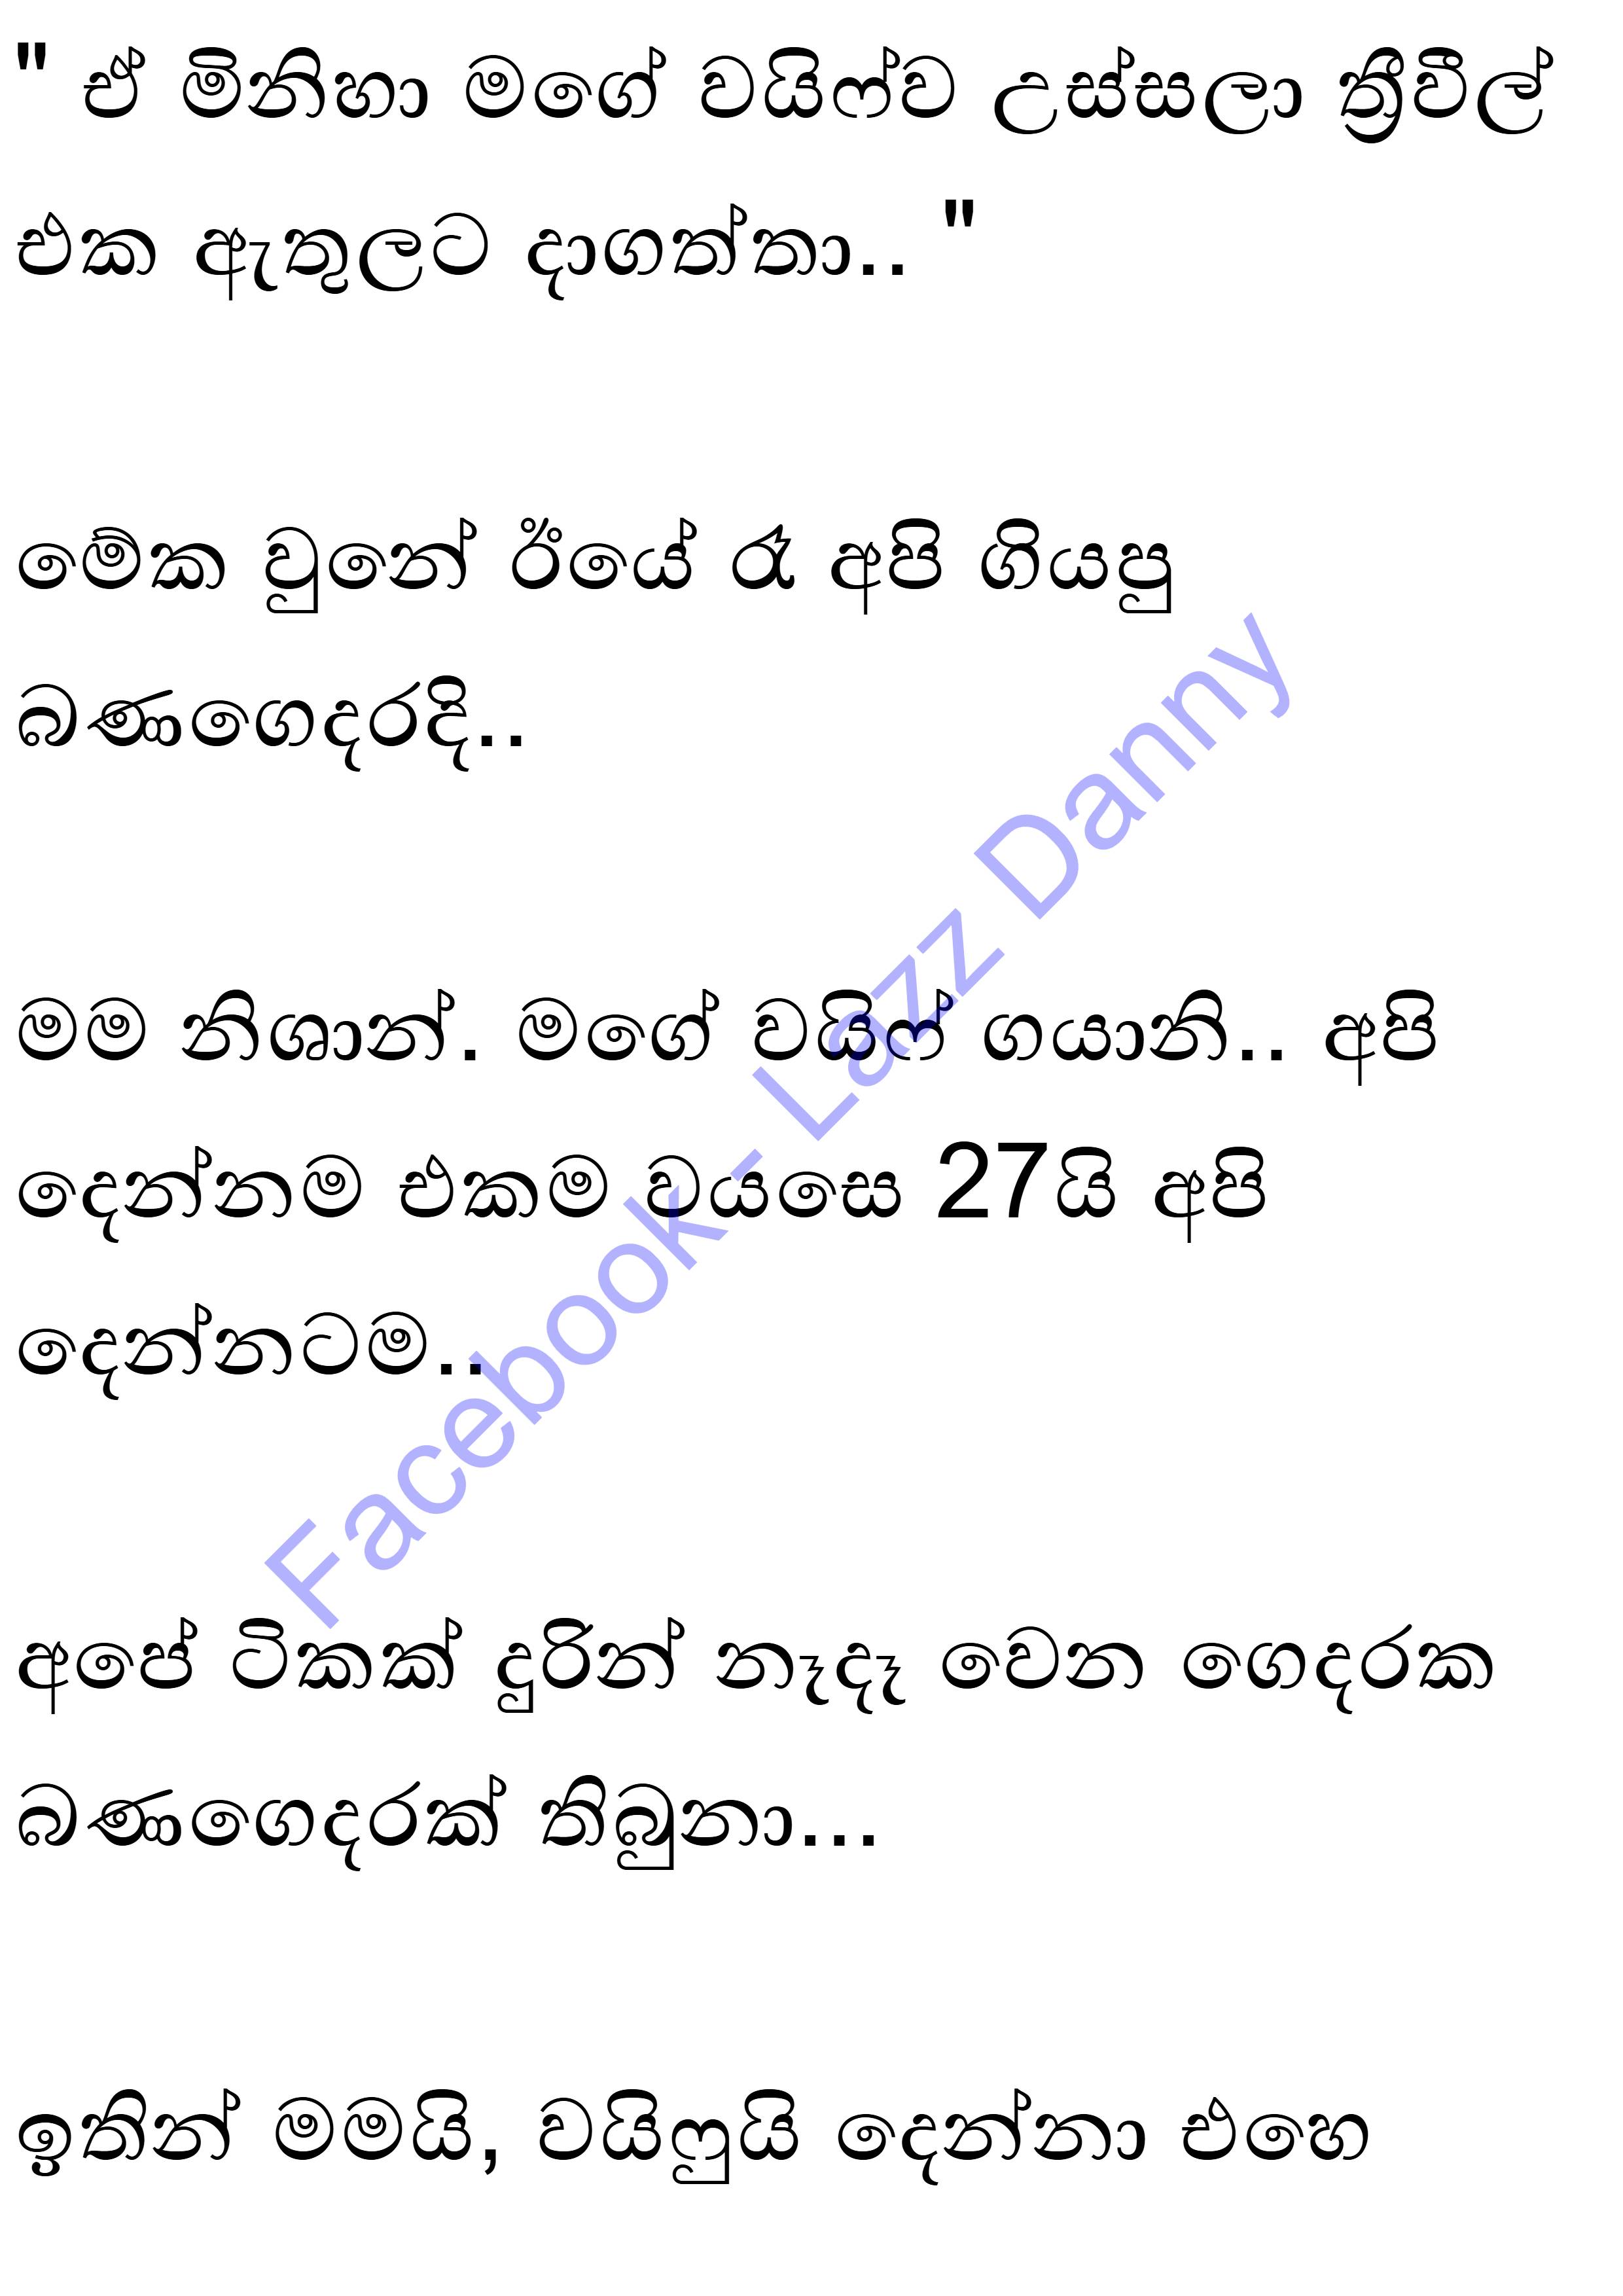 " ඒ මිනිහා මගේ වයිෆ්ව උස්සලා ත්‍රීවීල්
එක ඇතුලට දාගත්තා.. "
මේක වුනේ ඊයේ රෑ අපි ගියපු
බණගෙදරදි..
මම නිශාන්. මගේ වයිෆ් ගයානි.. අපි
දෙන්නම එකම වයසෙ 27යි අපි
දෙන්නටම..
අපේ ටිකක් දුරින් නෑදෑ වෙන ගෙදරක
බණගෙදරක් තිබුනා...
ඉතින් මමයි, වයිෆුයි දෙන්නා එහෙ
Facebook - Lazz Danny